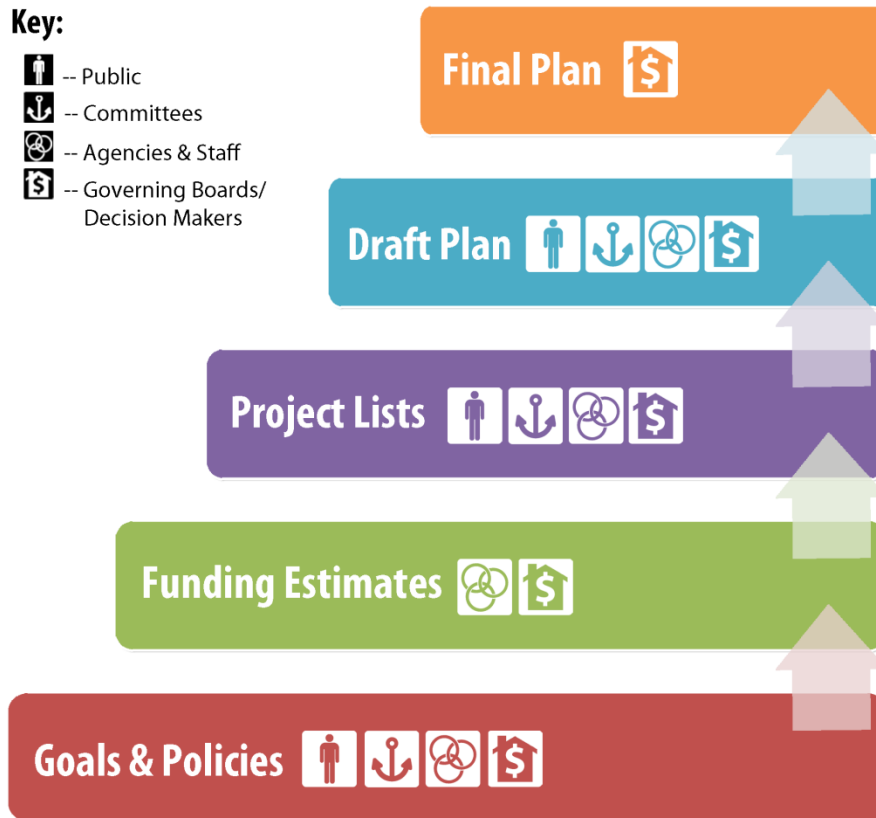 Key:
-- Public
-- Committees
-- Agencies & Staff
-- Governing Boards/
Decision Makers
Final Plan $
Draft Plan $
Project Lists $
Funding Estimates $
Goals & Policies $